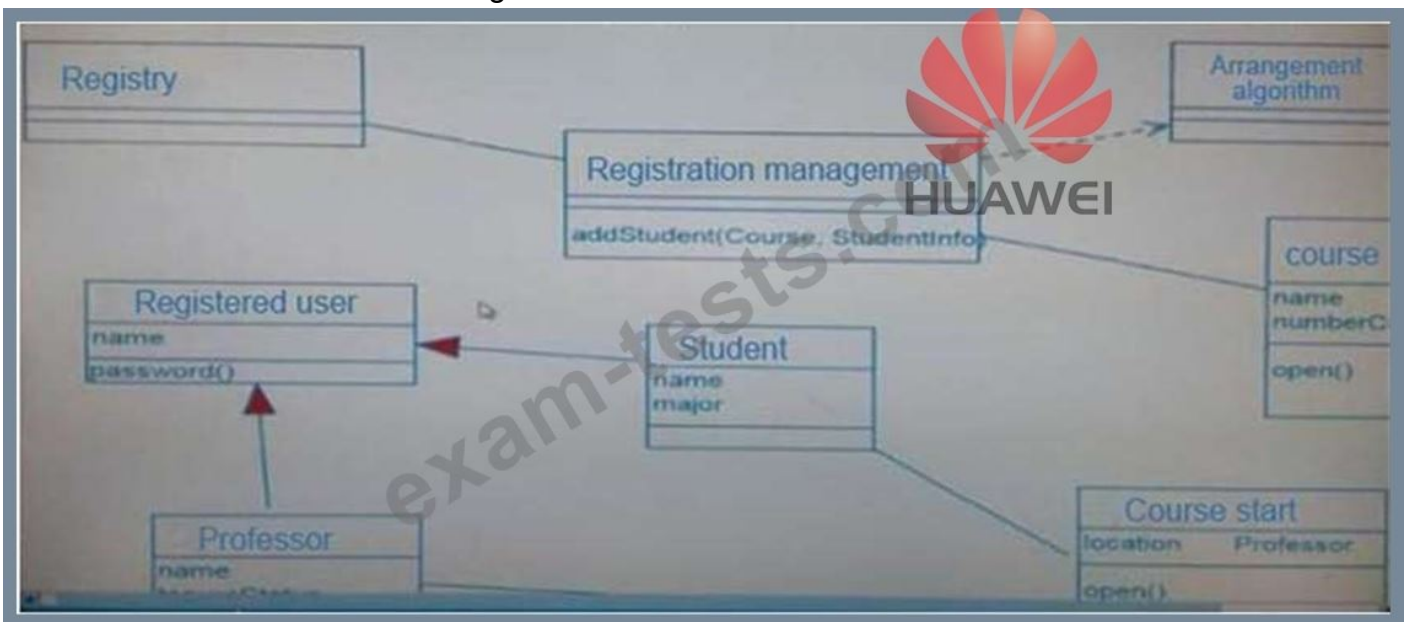 Registry
Arrangement
algorithm
Registration management
addStudent(Course, StudentInfo)
HUAWEI
course
name
open()
Registered user
name
password()
Student
name
major
exam-tests.com
Course start
location Professor
open()
Professor
name